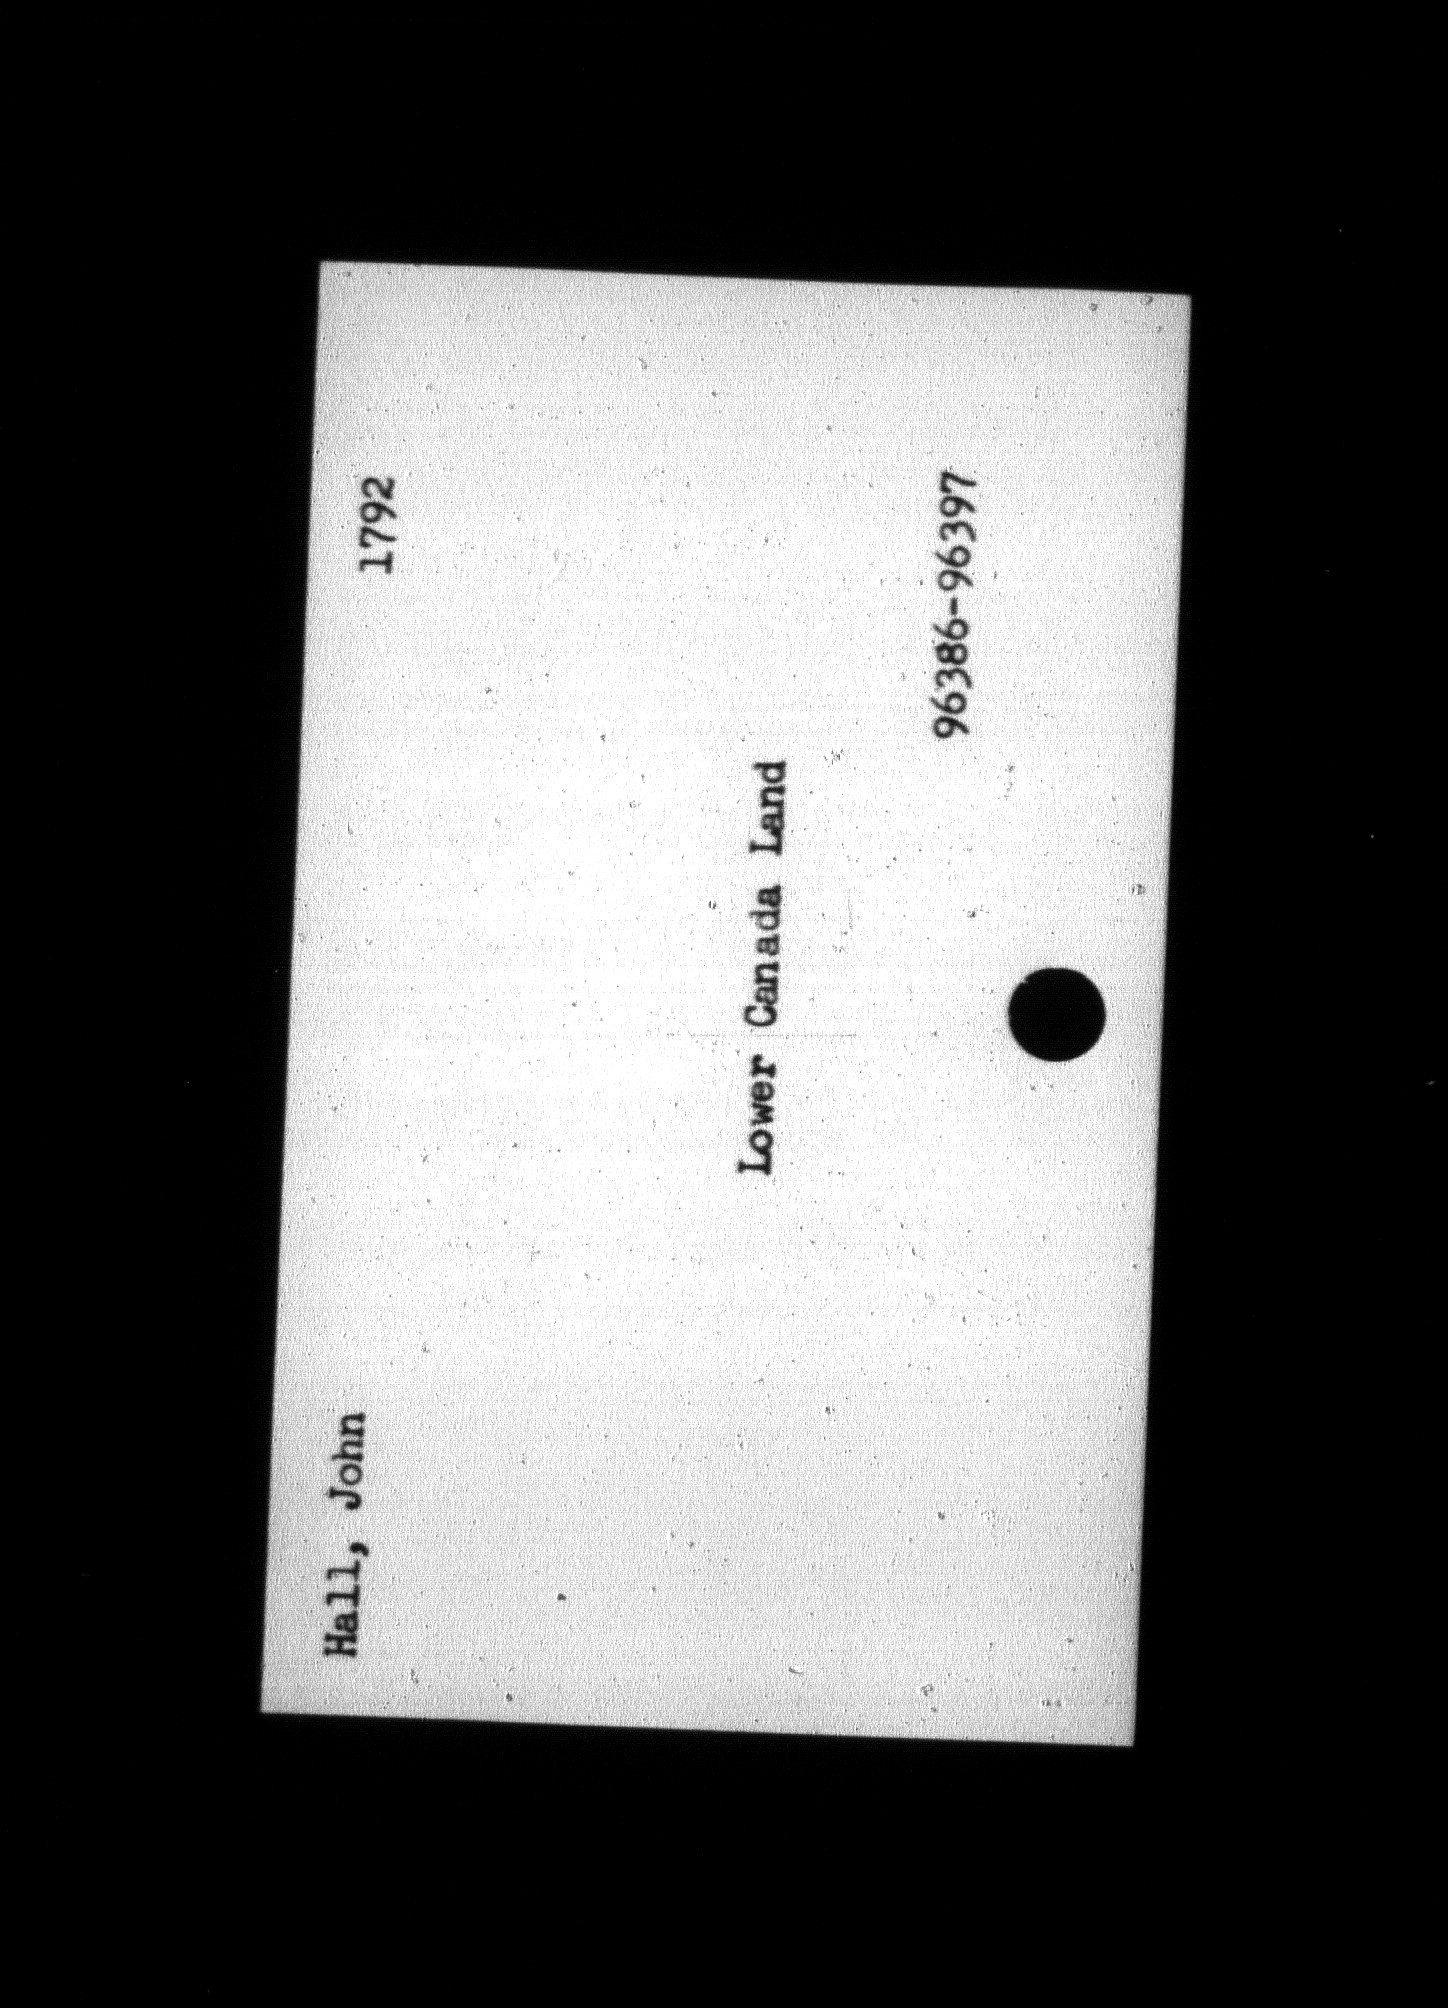 Hall, John 1792
Lower Canada Land
96386-96397